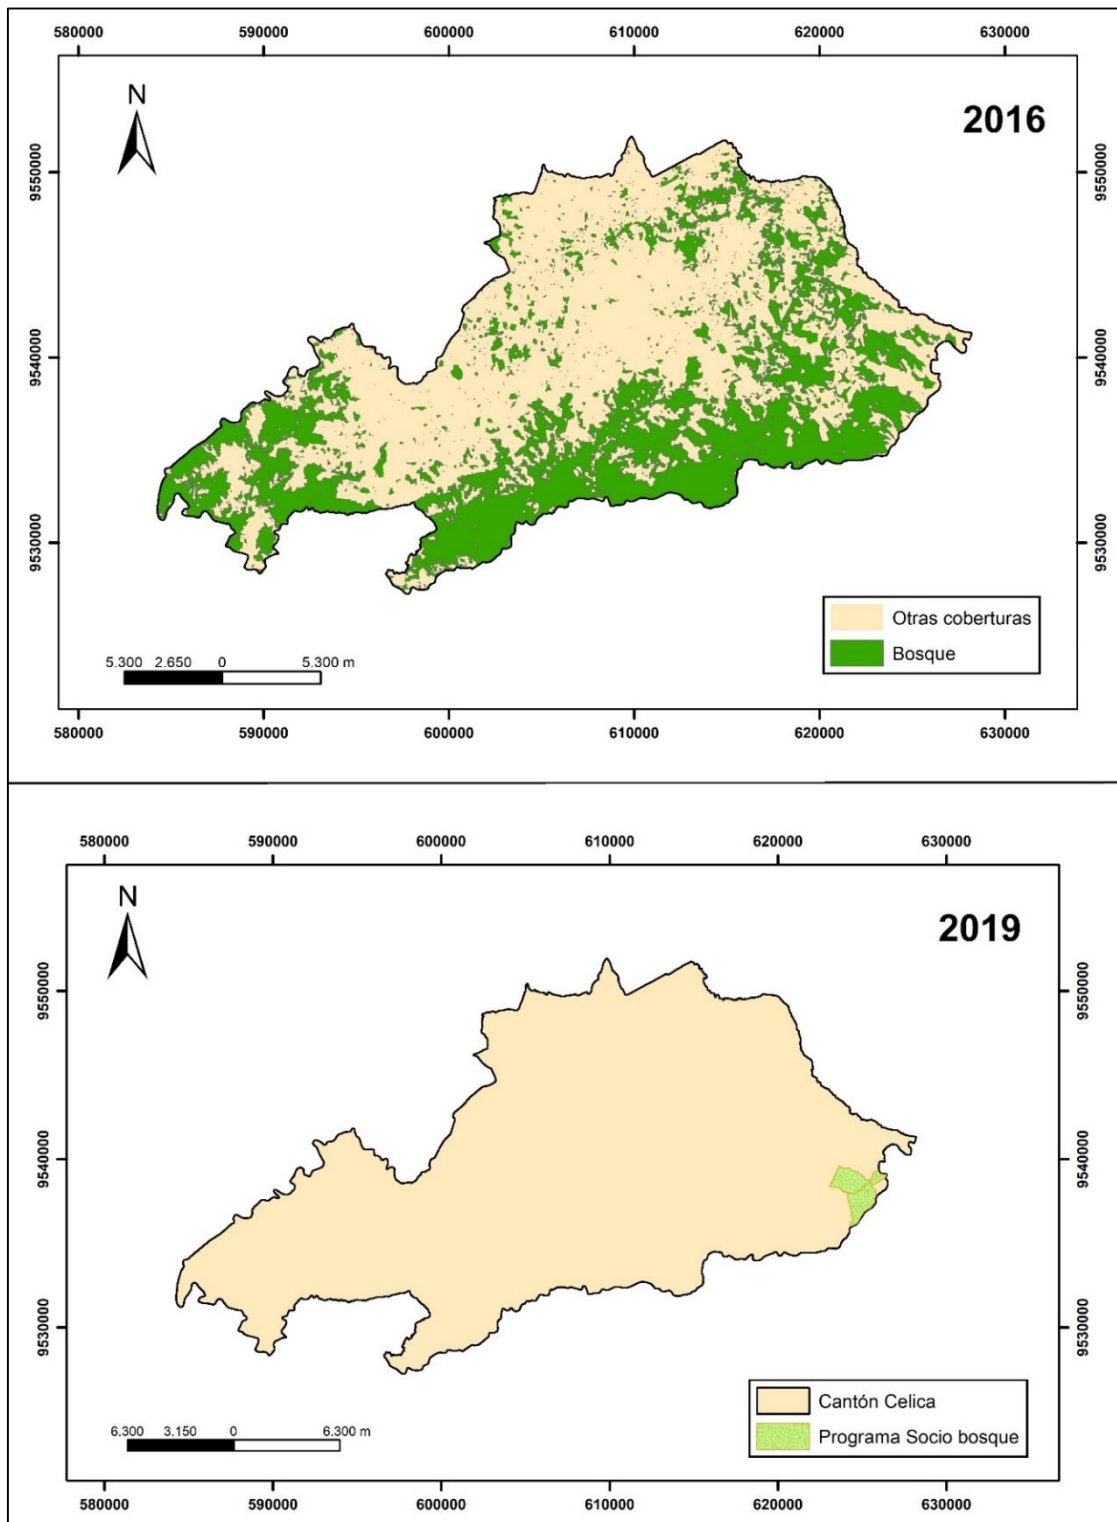 580000 590000 600000 610000 620000 630000
N
2016
9550000 9550000
9540000 9540000
9530000 9530000
Otras coberturas
Bosque
5.300 2.650 0 5.300 m
580000 590000 600000 610000 620000 630000
580000 590000 600000 610000 620000 630000
N
2019
9550000 9550000
9540000 9540000
9530000 9530000
Cantón Celica
Programa Socio bosque
6.300 3.150 0 6.300 m
580000 590000 600000 610000 620000 630000